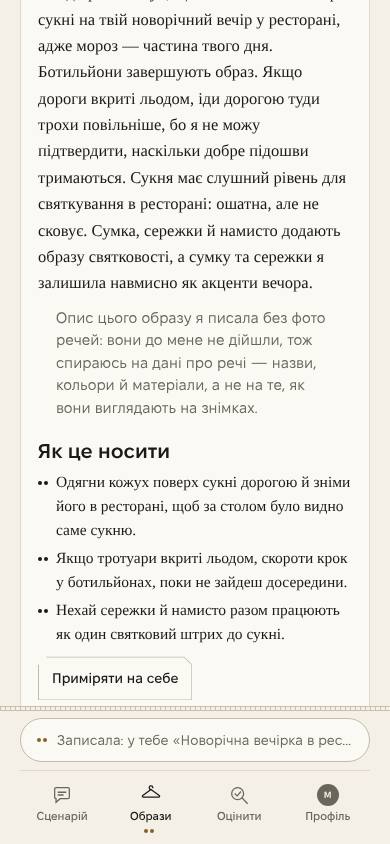 сукні на твій новорічний вечір у ресторані,
адже мороз — частина твого дня.
Ботильйони завершують образ. Якщо
дороги вкриті льодом, іди дорогою туди
трохи повільніше, бо я не можу
підтвердити, наскільки добре підошви
тримаються. Сукня має слушний рівень для
святкування в ресторані: ошатна, але не
сковує. Сумка, сережки й намисто додають
образу святковості, а сумку та сережки я
залишила навмисно як акценти вечора.
Опис цього образу я писала без фото
речей: вони до мене не дійшли, тож
спираюсь на дані про речі — назви,
кольори й матеріали, а не на те, як
вони виглядають на знімках.
Як це носити
•• Одягни кожух поверх сукні дорогою й зніми
його в ресторані, щоб за столом було видно
саме сукню.
•• Якщо тротуари вкриті льодом, скороти крок
у ботильйонах, поки не зайдеш досередини.
•• Нехай сережки й намисто разом працюють
як один святковий штрих до сукні.
Приміряти на себе
•• Записала: у тебе «Новорічна вечірка в рес...
Сценарій Образи Оцінити М Профіль